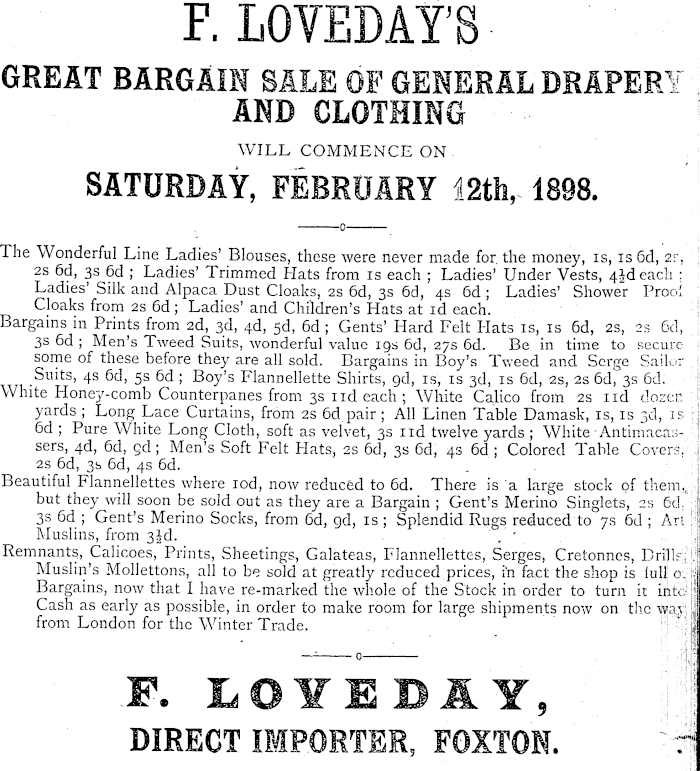 F. LOVEDAY'S
GREAT BARGAIN SALE OF GENERAL DRAPERY
AND CLOTHING
WILL COMMENCE ON
SATURDAY, FEBRUARY 12th, 1898.
The Wonderful Line Ladies' Blouses, these were never made for the money, 1s, 1s 6d, 2s,
2s 6d, 3s 6d ; Ladies' Trimmed Hats from 1s each ; Ladies' Under Vests, 4½d each ;
Ladies' Silk and Alpaca Dust Cloaks, 2s 6d, 3s 6d, 4s 6d ; Ladies' Shower Proof
Cloaks from 2s 6d ; Ladies' and Children's Hats at 1d each.
Bargains in Prints from 2d, 3d, 4d, 5d, 6d ; Gents' Hard Felt Hats 1s, 1s 6d, 2s, 2s 6d,
3s 6d ; Men's Tweed Suits, wonderful value 19s 6d, 27s 6d. Be in time to secure
some of these before they are all sold. Bargains in Boy's Tweed and Serge Sailor
Suits, 4s 6d, 5s 6d ; Boy's Flannellette Shirts, 9d, 1s, 1s 3d, 1s 6d, 2s, 2s 6d, 3s 6d.
White Honey-comb Counterpanes from 3s 11d each ; White Calico from 2s 11d dozen
yards ; Long Lace Curtains, from 2s 6d pair ; All Linen Table Damask, 1s, 1s 3d, 1s
6d ; Pure White Long Cloth, soft as velvet, 3s 11d twelve yards ; White Antimacas-
sers, 4d, 6d, 9d ; Men's Soft Felt Hats, 2s 6d, 3s 6d, 4s 6d ; Colored Table Covers,
2s 6d, 3s 6d, 4s 6d.
Beautiful Flannellettes where 10d, now reduced to 6d. There is a large stock of them,
but they will soon be sold out as they are a Bargain ; Gent's Merino Singlets, 2s 6d,
3s 6d ; Gent's Merino Socks, from 6d, 9d, 1s ; Splendid Rugs reduced to 7s 6d ; Art
Muslins, from 3½d.
Remnants, Calicoes, Prints, Sheetings, Galateas, Flannellettes, Serges, Cretonnes, Drills,
Muslin's Mollettons, all to be sold at greatly reduced prices, in fact the shop is full of
Bargains, now that I have re-marked the whole of the Stock in order to turn it into
Cash as early as possible, in order to make room for large shipments now on the way
from London for the Winter Trade.
F. LOVEDAY,
DIRECT IMPORTER, FOXTON.